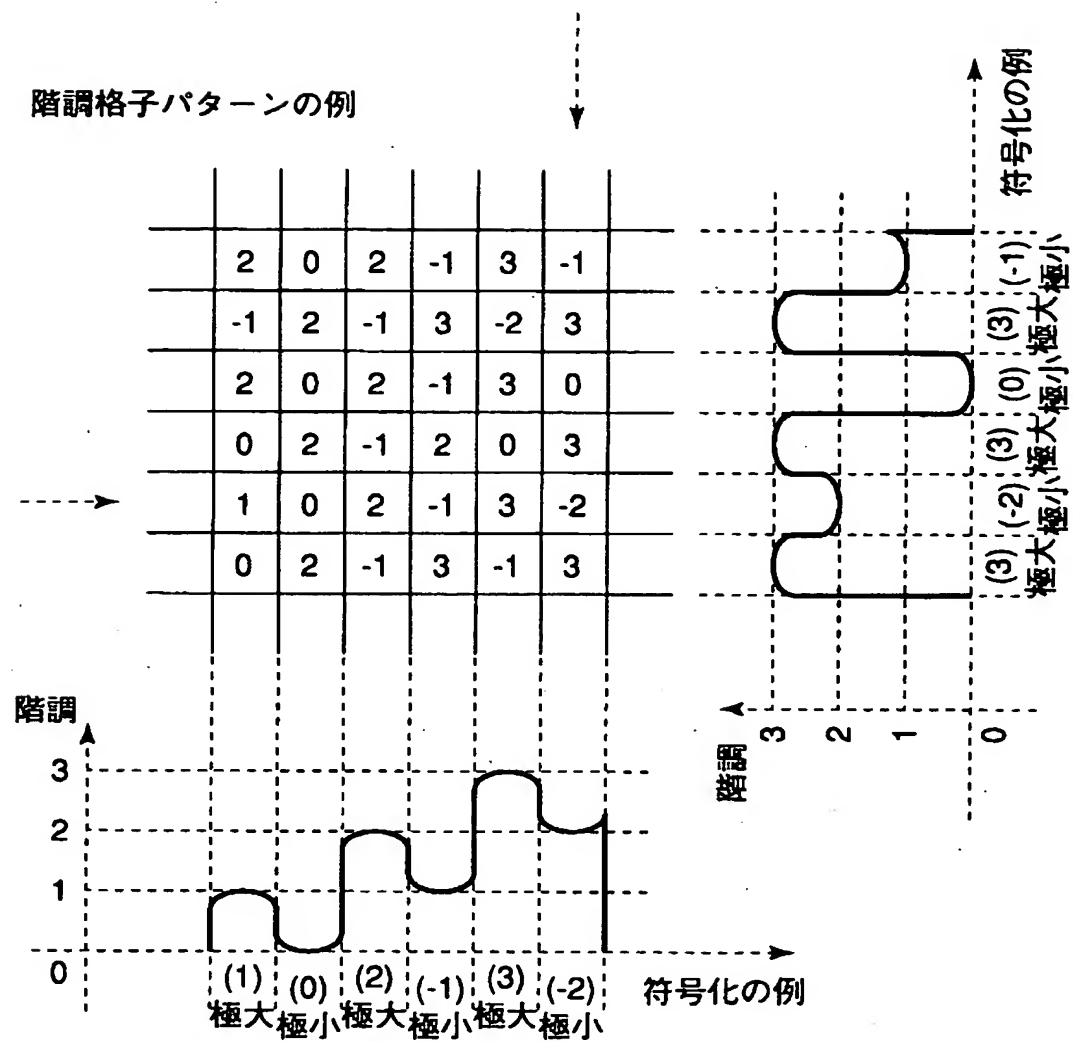 階調格子パターンの例
2 0 2 -1 3 -1
-1 2 -1 3 -2 3
2 0 2 -1 3 0
0 2 -1 2 0 3
1 0 2 -1 3 -2
0 2 -1 3 -1 3
符号化の例
(-1) 極小
(3) 極大
(0) 極小
(3) 極大
(-2) 極小
(3) 極大
階調
3 2 1 0
階調
3
2
1
0
(1) (0) (2) (-1) (3) (-2)
極大 極小 極大 極小 極大 極小
符号化の例